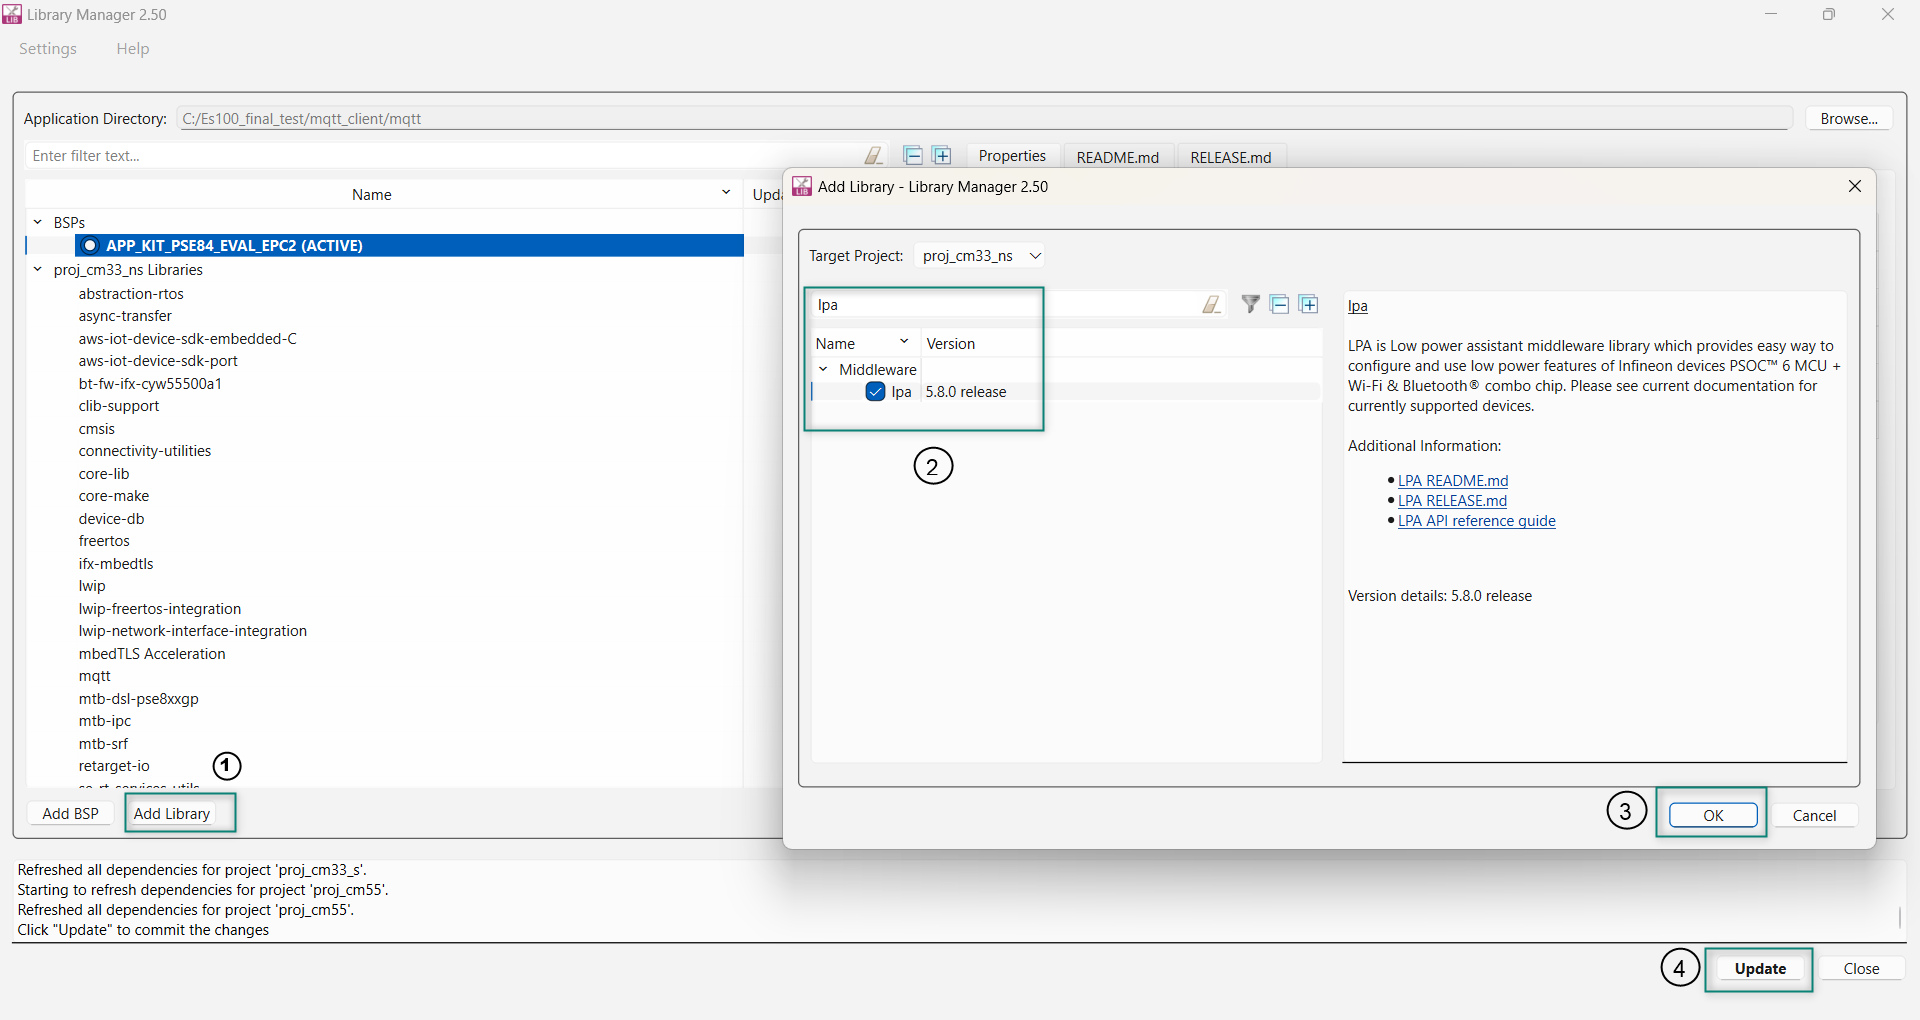 Library Manager 2.50
Settings Help
Application Directory: C:/Es100_final_test/mqtt_client/mqtt Browse...
Enter filter text...
Properties README.md RELEASE.md
Name
BSPs
APP_KIT_PSE84_EVAL_EPC2 (ACTIVE)
proj_cm33_ns Libraries
abstraction-rtos
async-transfer
aws-iot-device-sdk-embedded-C
aws-iot-device-sdk-port
bt-fw-ifx-cyw55500a1
clib-support
cmsis
connectivity-utilities
core-lib
core-make
device-db
freertos
ifx-mbedtls
lwip
lwip-freertos-integration
lwip-network-interface-integration
mbedTLS Acceleration
mqtt
mtb-dsl-pse8xxgp
mtb-ipc
mtb-srf
retarget-io
1
Add BSP Add Library
Add Library - Library Manager 2.50
Target Project: proj_cm33_ns
lpa
Name Version
Middleware
lpa 5.8.0 release
2
lpa
LPA is Low power assistant middleware library which provides easy way to
configure and use low power features of Infineon devices PSOC™ 6 MCU +
Wi-Fi & Bluetooth® combo chip. Please see current documentation for
currently supported devices.
Additional Information:
LPA README.md
LPA RELEASE.md
LPA API reference guide
Version details: 5.8.0 release
3 OK Cancel
Refreshed all dependencies for project 'proj_cm33_s'.
Starting to refresh dependencies for project 'proj_cm55'.
Refreshed all dependencies for project 'proj_cm55'.
Click "Update" to commit the changes
4 Update Close